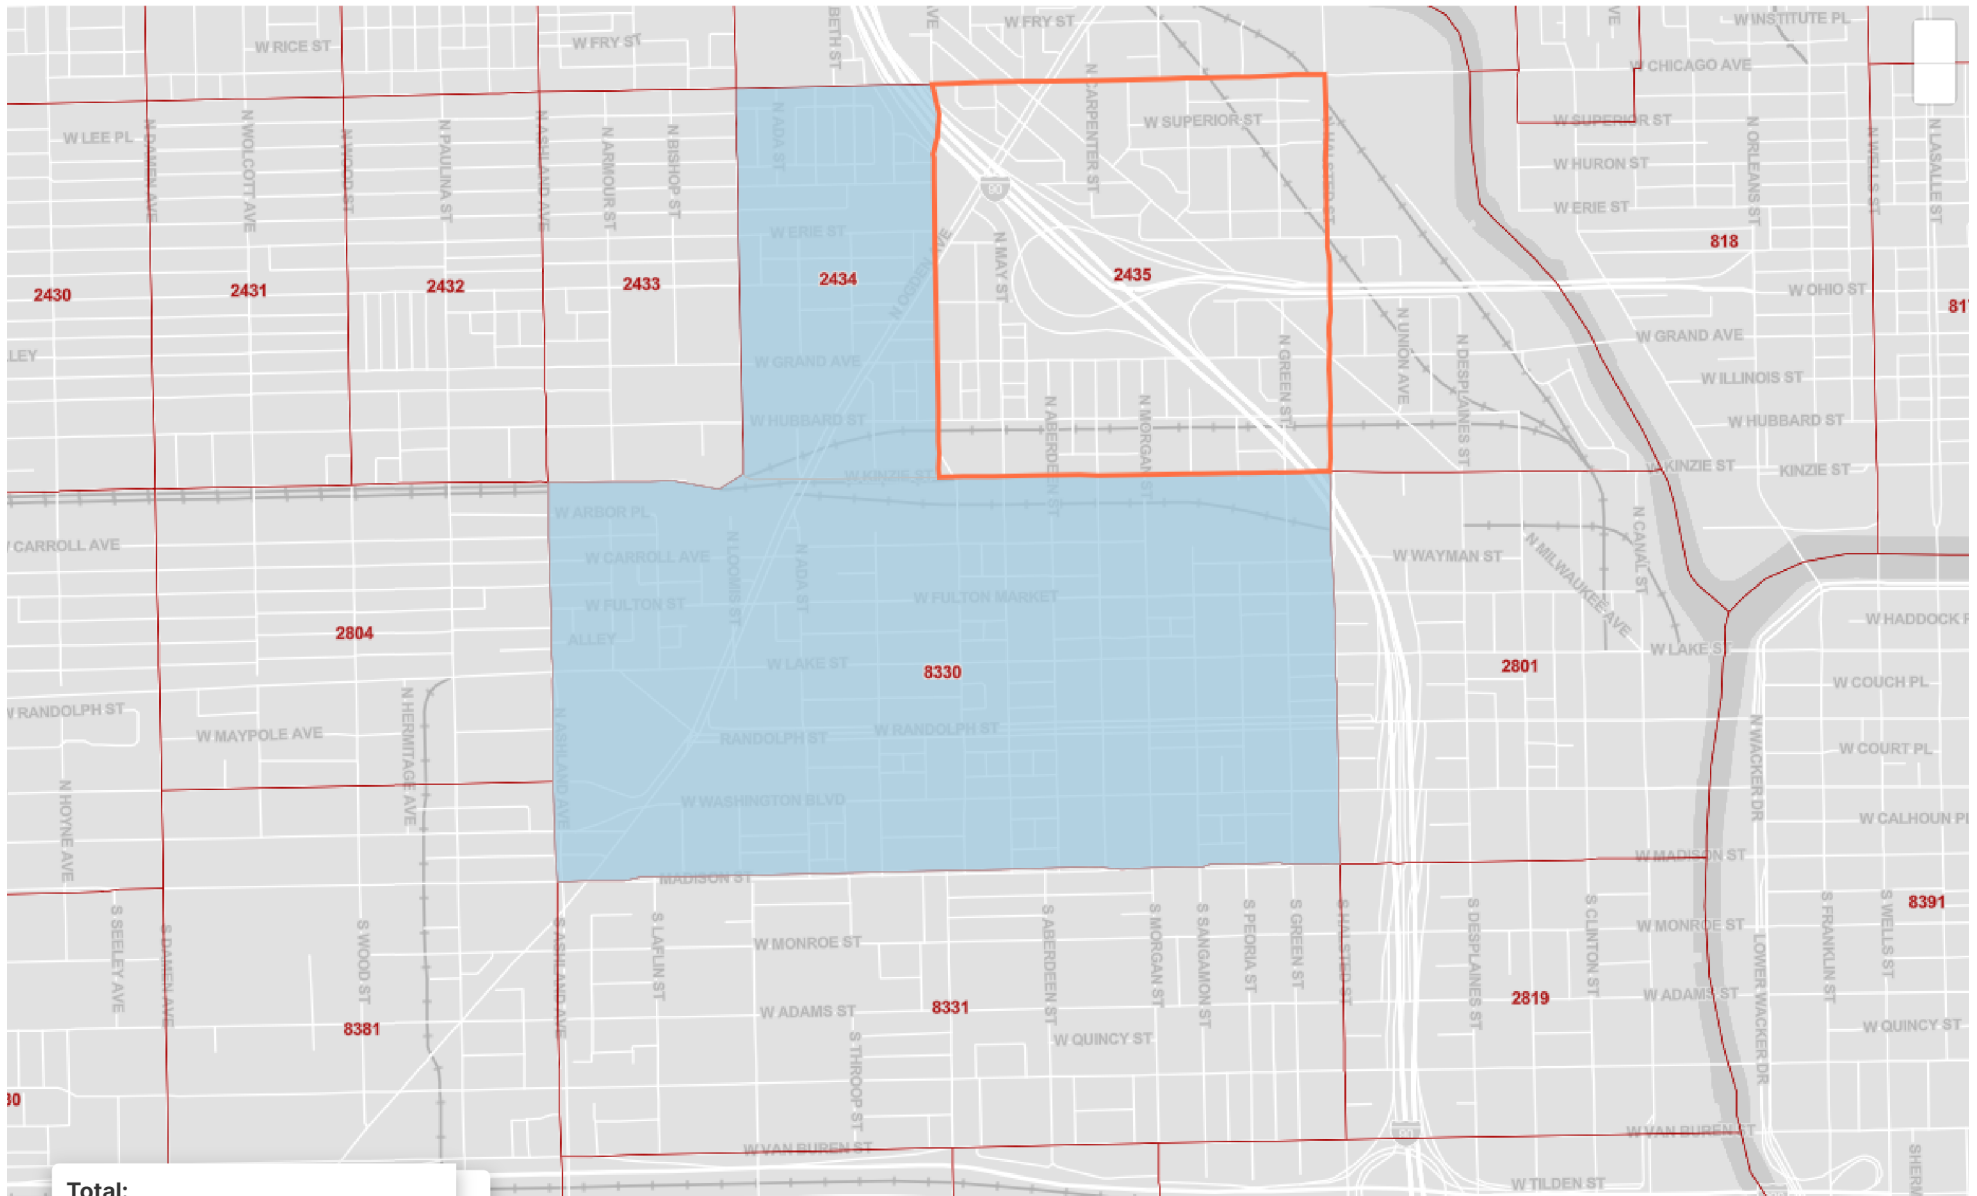 W FRY ST
W INSTITUTE PL
W RICE ST
W FRY ST
W CHICAGO AVE
N CARPENTER ST
W SUPERIOR ST
W SUPERIOR ST
W LEE PL
N DAMEN AVE
N WOLCOTT AVE
N WOOD ST
N PAULINA ST
N ASHLAND AVE
N ARMOUR ST
N BISHOP ST
N ADA ST
N HALSTED ST
N ORLEANS ST
N WELLS ST
N LASALLE ST
W HURON ST
90
W ERIE ST
W ERIE ST
818
N OGDEN AVE
N MAY ST
2430
2431
2432
2433
2434
2435
W OHIO ST
817
N UNION AVE
N DESPLAINES ST
N GREEN ST
W GRAND AVE
W GRAND AVE
W ILLINOIS ST
W HUBBARD ST
W HUBBARD ST
N ABERDEEN ST
N MORGAN ST
W KINZIE ST
W KINZIE ST
KINZIE ST
W ARBOR PL
N CANAL ST
W CARROLL AVE
W CARROLL AVE
N LOOMIS ST
N ADA ST
W WAYMAN ST
N MILWAUKEE AVE
W FULTON ST
W FULTON MARKET
2804
ALLEY
W HADDOCK P
W LAKE ST
W LAKE ST
8330
2801
W COUCH PL
W RANDOLPH ST
N HERMITAGE AVE
N ASHLAND AVE
W MAYPOLE AVE
RANDOLPH ST
W RANDOLPH ST
N WACKER DR
W COURT PL
N HOYNE AVE
W WASHINGTON BLVD
W CALHOUN PL
W MADISON ST
MADISON ST
8391
S SEELEY AVE
S DAMEN AVE
S WOOD ST
S ASHLAND AVE
S LAFLIN ST
W MONROE ST
S ABERDEEN ST
S MORGAN ST
S SANGAMON ST
S PEORIA ST
S GREEN ST
S HALSTED ST
S DESPLAINES ST
S CLINTON ST
W MONROE ST
LOWER WACKER DR
S FRANKLIN ST
S WELLS ST
8381
W ADAMS ST
8331
2819
W ADAMS ST
W QUINCY ST
W QUINCY ST
S THROOP ST
30
W VAN BUREN ST
90
W VAN BUREN ST
SHERM
W TILDEN ST
Total: